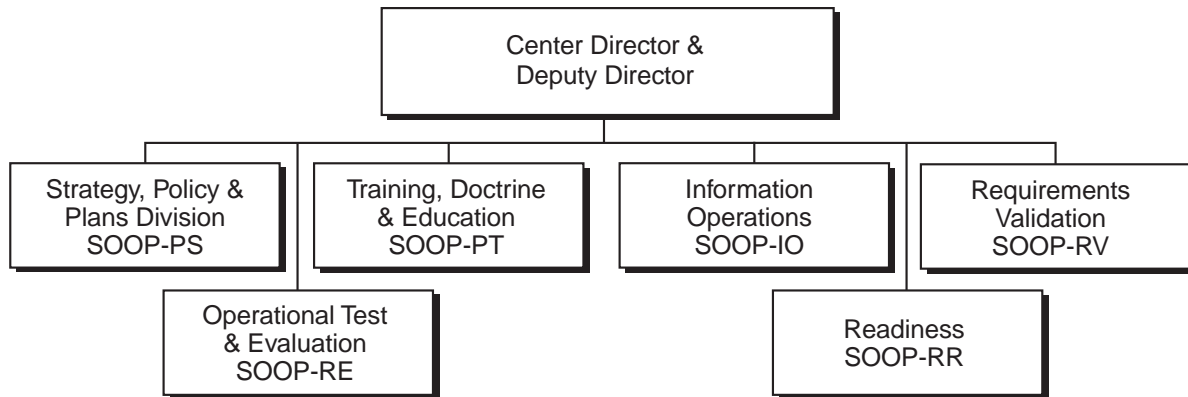 Center Director &
Deputy Director
Strategy, Policy &
Plans Division
SOOP-PS
Training, Doctrine
& Education
SOOP-PT
Information
Operations
SOOP-IO
Requirements
Validation
SOOP-RV
Operational Test
& Evaluation
SOOP-RE
Readiness
SOOP-RR